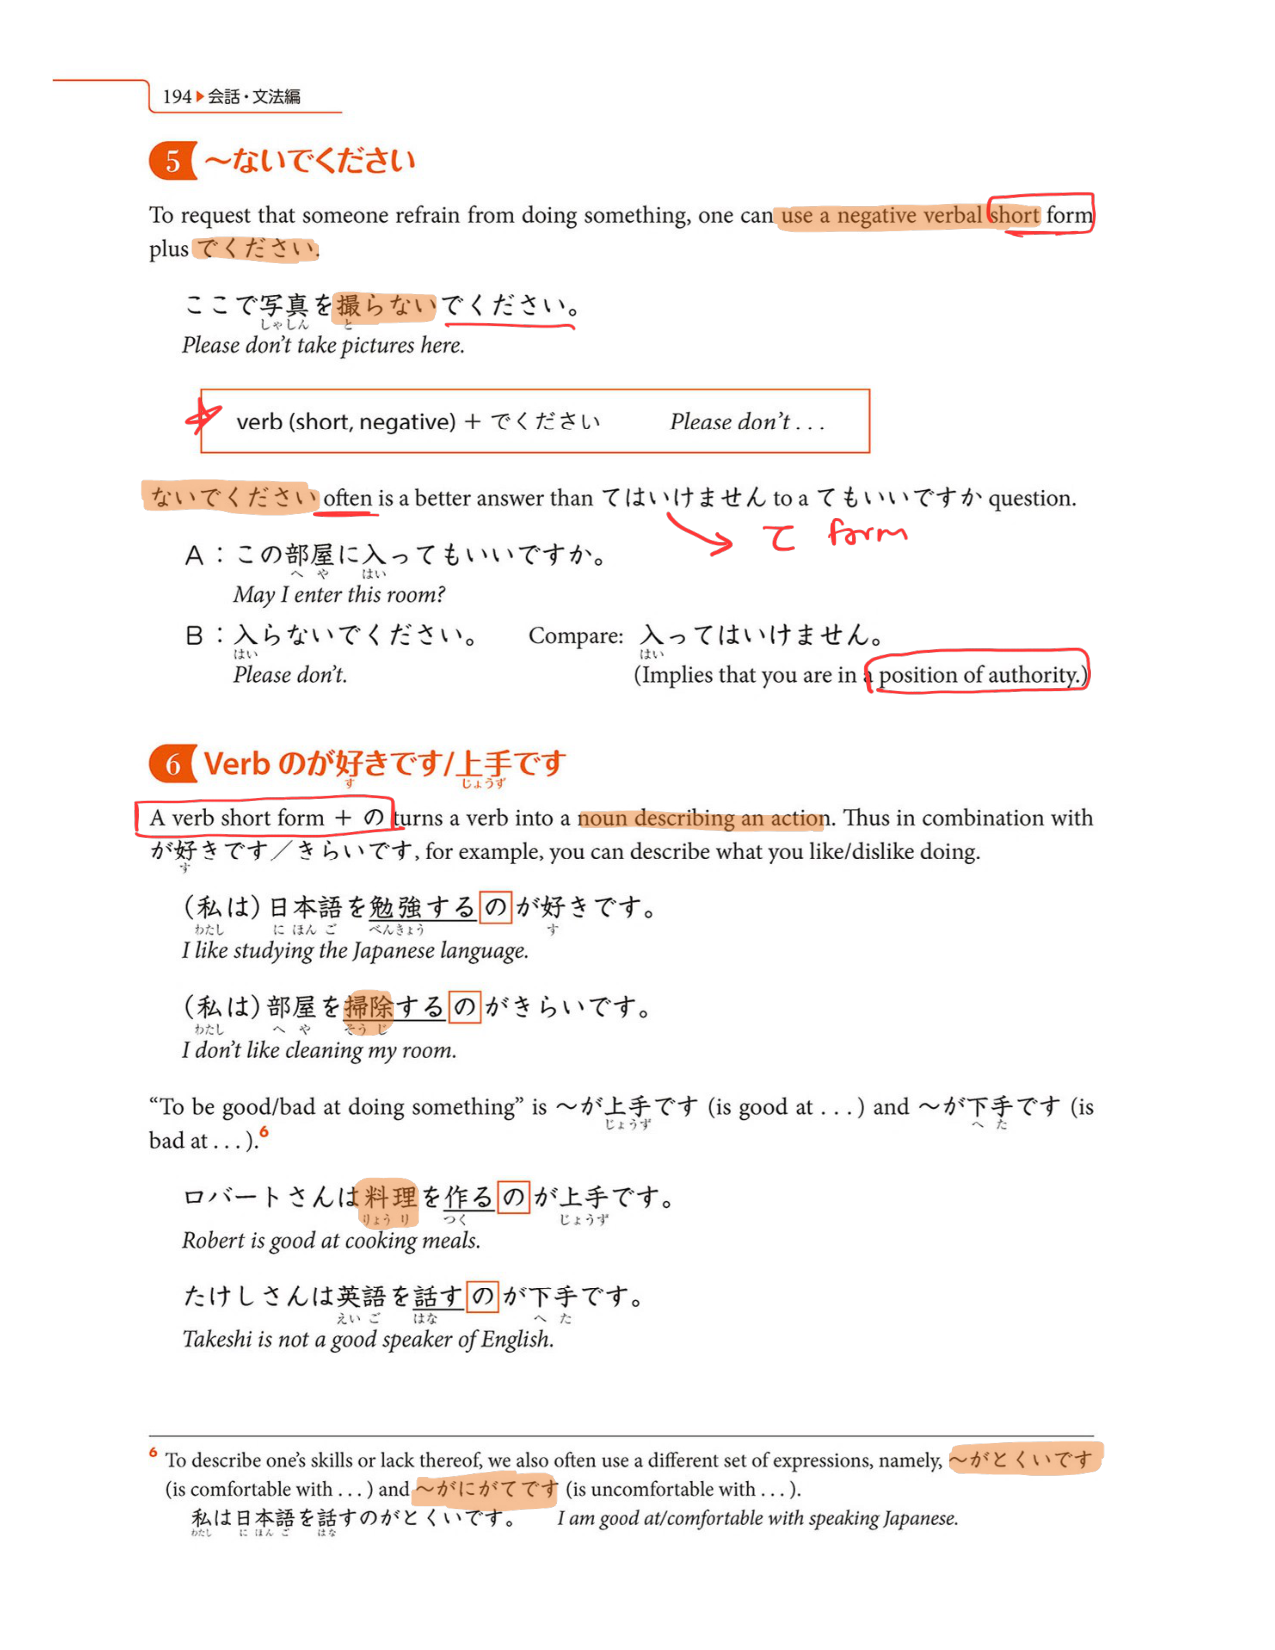 194 ▶ 会話・文法編
5 〜ないでください
To request that someone refrain from doing something, one can use a negative verbal short form
plus でください.
ここで写真を撮らないでください。
しゃしん と
Please don't take pictures here.
verb (short, negative) + でください Please don't . . .
ないでください often is a better answer than てはいけません to a てもいいですか question.
て form
A：この部屋に入ってもいいですか。
へ や はい
May I enter this room?
B：入らないでください。 Compare: 入ってはいけません。
はい はい
Please don't. (Implies that you are in a position of authority.)
6 Verb のが好きです/上手です
す じょうず
A verb short form + の turns a verb into a noun describing an action. Thus in combination with
が好きです／きらいです, for example, you can describe what you like/dislike doing.
す
（私は）日本語を勉強するのが好きです。
わたし に ほん ご べんきょう す
I like studying the Japanese language.
（私は）部屋を掃除するのがきらいです。
わたし へ や そう じ
I don't like cleaning my room.
“To be good/bad at doing something” is 〜が上手です (is good at . . . ) and 〜が下手です (is
じょうず へ た
bad at . . . ).6
ロバートさんは料理を作るのが上手です。
りょう り つく じょうず
Robert is good at cooking meals.
たけしさんは英語を話すのが下手です。
えい ご はな へ た
Takeshi is not a good speaker of English.
6 To describe one's skills or lack thereof, we also often use a different set of expressions, namely, 〜がとくいです
(is comfortable with . . . ) and 〜がにがてです (is uncomfortable with . . . ).
私は日本語を話すのがとくいです。 I am good at/comfortable with speaking Japanese.
わたし に ほん ご はな